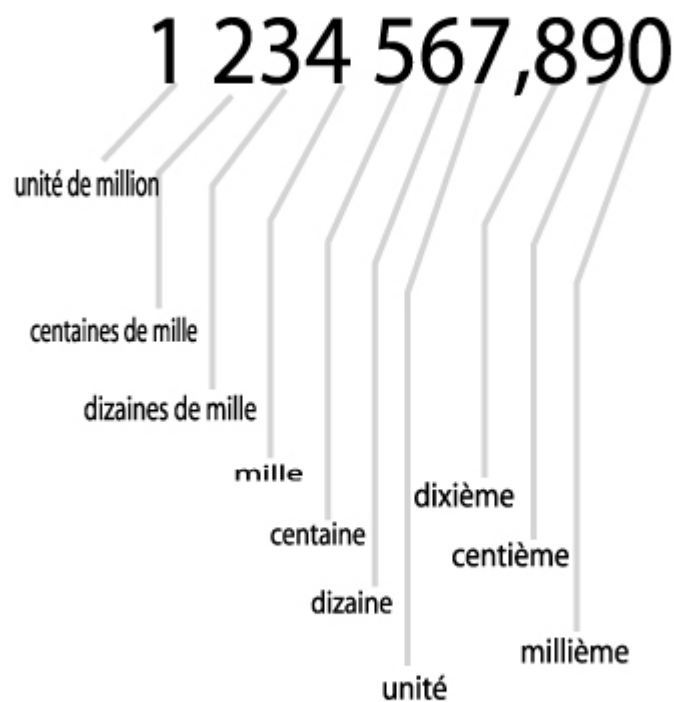 1 234 567,890
unité de million
centaines de mille
dizaines de mille
mille
centaine
dizaine
unité
dixième
centième
millième